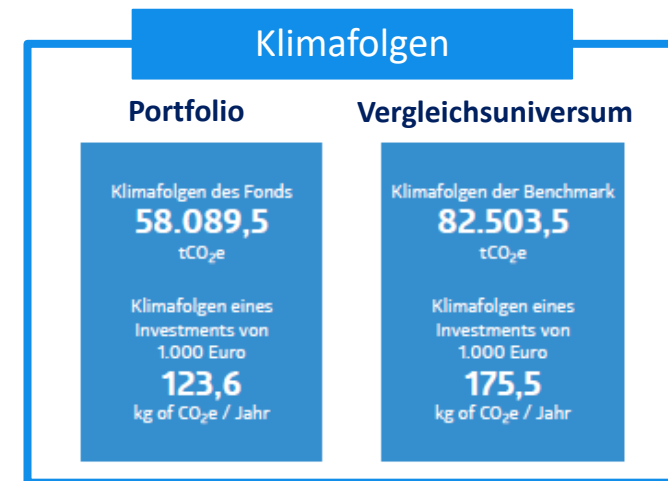 Klimafolgen
Portfolio
Klimafolgen des Fonds
58.089,5
tCO₂e
Klimafolgen eines
Investments von
1.000 Euro
123,6
kg of CO₂e / Jahr
Vergleichsuniversum
Klimafolgen der Benchmark
82.503,5
tCO₂e
Klimafolgen eines
Investments von
1.000 Euro
175,5
kg of CO₂e / Jahr